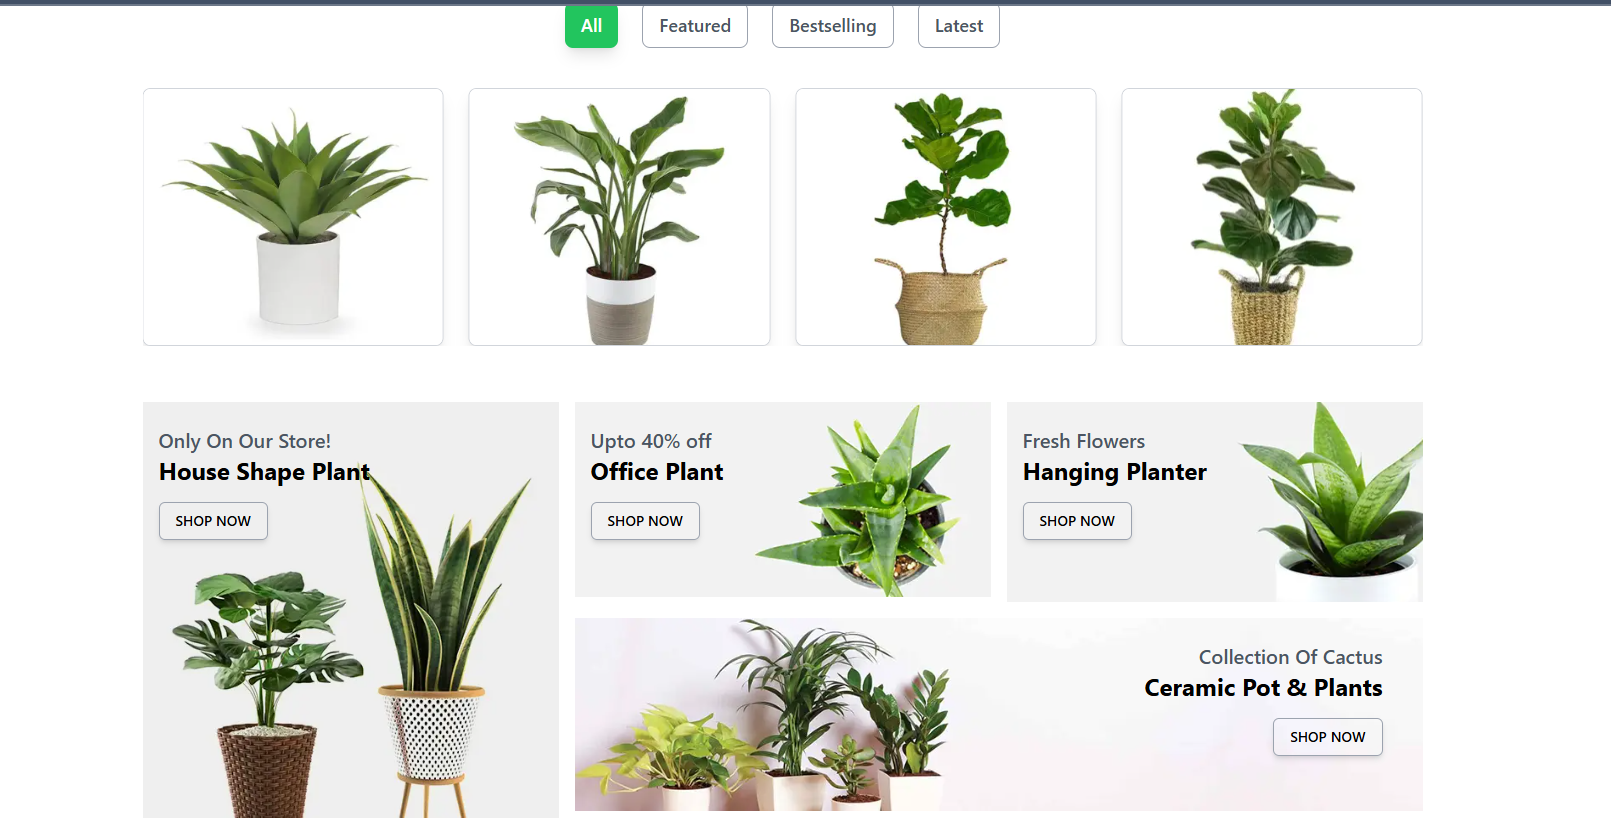 All
Featured
Bestselling
Latest
Only On Our Store!
House Shape Plant
SHOP NOW
Upto 40% off
Office Plant
SHOP NOW
Fresh Flowers
Hanging Planter
SHOP NOW
Collection Of Cactus
Ceramic Pot & Plants
SHOP NOW